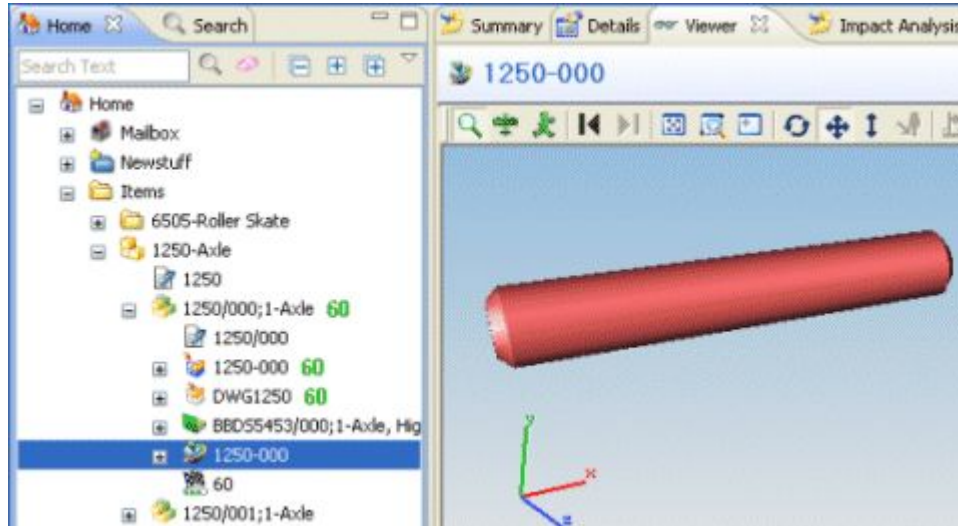 Home
Search
Summary
Details
Viewer
Impact Analysis
Search Text
1250-000
Home
Mailbox
Newstuff
Items
6505-Roller Skate
1250-Axle
1250
1250/000;1-Axle 60
1250/000
1250-000 60
DWG1250 60
BBD55453/000;1-Axle, Hig
1250-000
60
1250/001;1-Axle
y
x
z